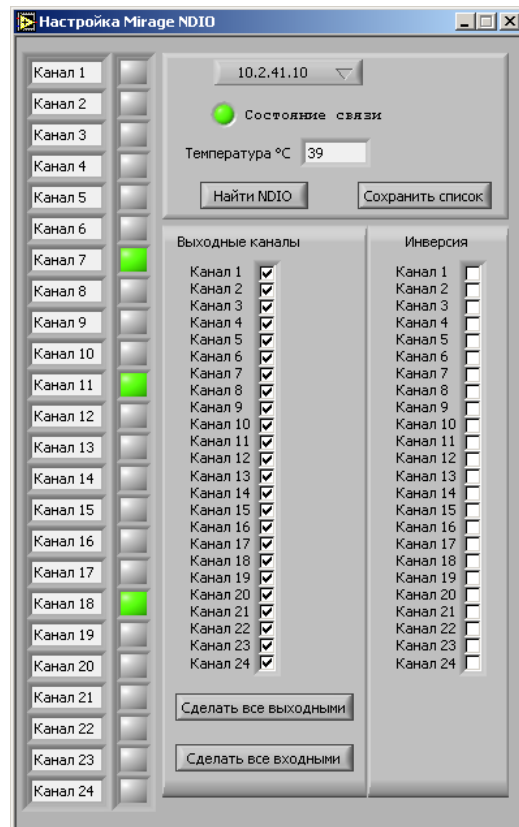 Настройка Mirage NDIO
Канал 1
Канал 2
Канал 3
Канал 4
Канал 5
Канал 6
Канал 7
Канал 8
Канал 9
Канал 10
Канал 11
Канал 12
Канал 13
Канал 14
Канал 15
Канал 16
Канал 17
Канал 18
Канал 19
Канал 20
Канал 21
Канал 22
Канал 23
Канал 24
10.2.41.10
Состояние связи
Температура °C 39
Найти NDIO Сохранить список
Выходные каналы
Канал 1
Канал 2
Канал 3
Канал 4
Канал 5
Канал 6
Канал 7
Канал 8
Канал 9
Канал 10
Канал 11
Канал 12
Канал 13
Канал 14
Канал 15
Канал 16
Канал 17
Канал 18
Канал 19
Канал 20
Канал 21
Канал 22
Канал 23
Канал 24
Сделать все выходными
Сделать все входными
Инверсия
Канал 1
Канал 2
Канал 3
Канал 4
Канал 5
Канал 6
Канал 7
Канал 8
Канал 9
Канал 10
Канал 11
Канал 12
Канал 13
Канал 14
Канал 15
Канал 16
Канал 17
Канал 18
Канал 19
Канал 20
Канал 21
Канал 22
Канал 23
Канал 24